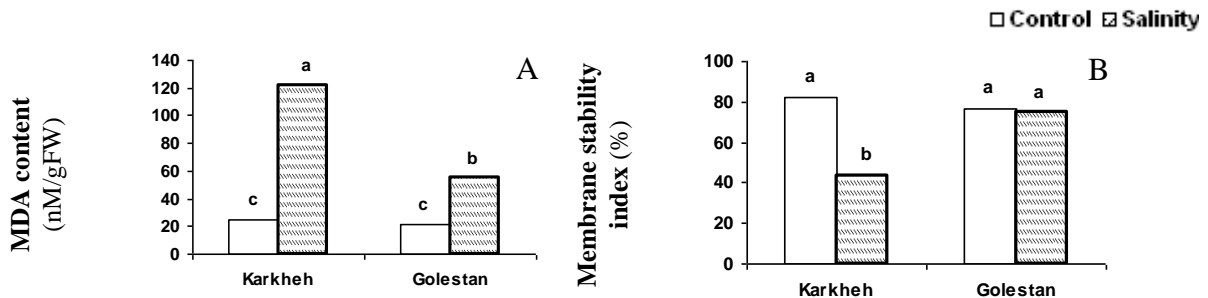 Control Salinity
MDA content
(nM/gFW)
140
120
100
80
60
40
20
0
A
a
c
b
c
Karkheh Golestan
Membrane stability
index (%)
100
80
60
40
20
0
B
a
a a
b
Karkheh Golestan